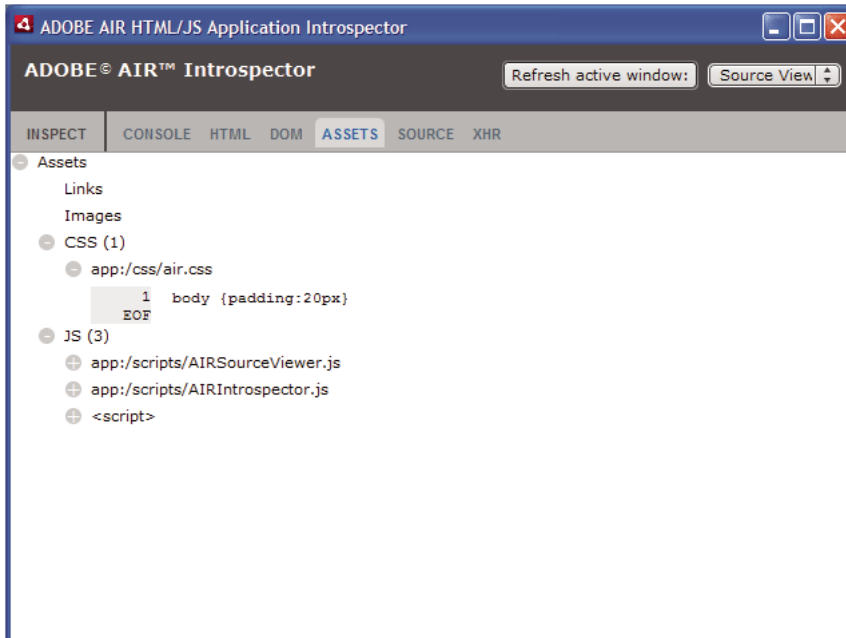 ADOBE AIR HTML/JS Application Introspector
ADOBE© AIR™ Introspector
Refresh active window: Source View
INSPECT CONSOLE HTML DOM ASSETS SOURCE XHR
Assets
Links
Images
CSS (1)
app:/css/air.css
1 body {padding:20px}
EOF
JS (3)
app:/scripts/AIRSourceViewer.js
app:/scripts/AIRIntrospector.js
<script>